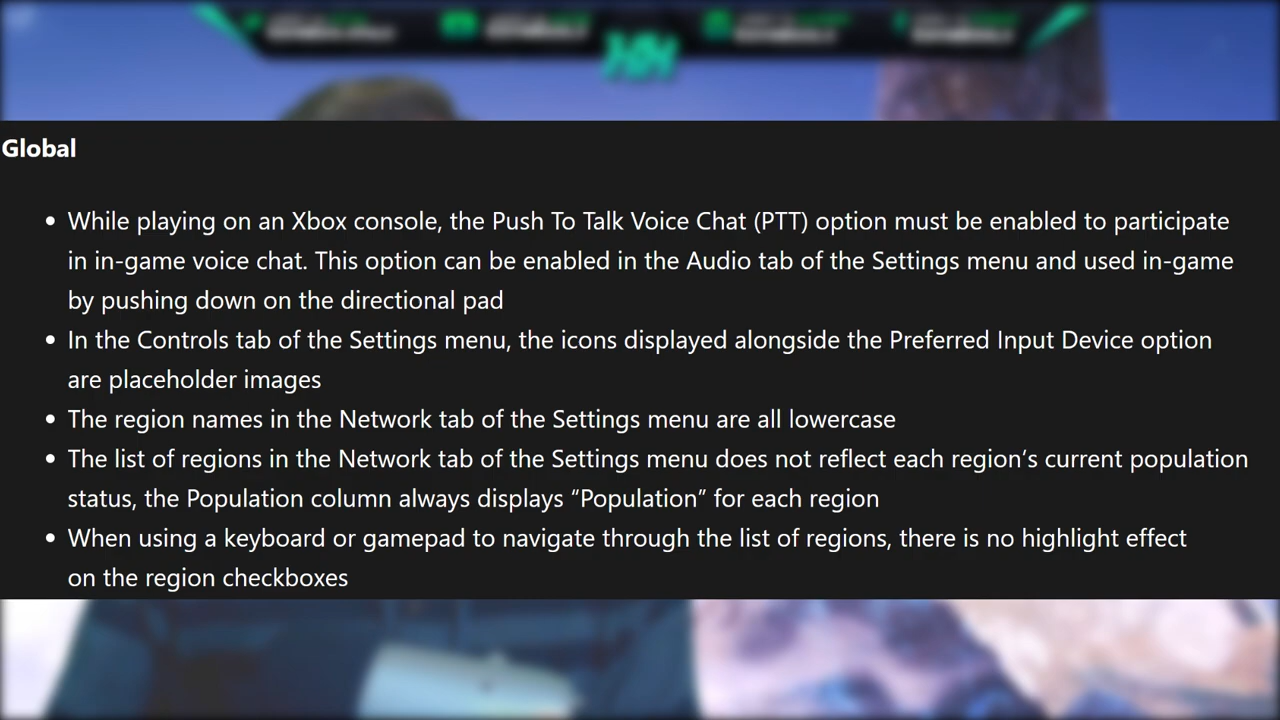 Global
• While playing on an Xbox console, the Push To Talk Voice Chat (PTT) option must be enabled to participate
in in-game voice chat. This option can be enabled in the Audio tab of the Settings menu and used in-game
by pushing down on the directional pad
• In the Controls tab of the Settings menu, the icons displayed alongside the Preferred Input Device option
are placeholder images
• The region names in the Network tab of the Settings menu are all lowercase
• The list of regions in the Network tab of the Settings menu does not reflect each region’s current population
status, the Population column always displays “Population” for each region
• When using a keyboard or gamepad to navigate through the list of regions, there is no highlight effect
on the region checkboxes